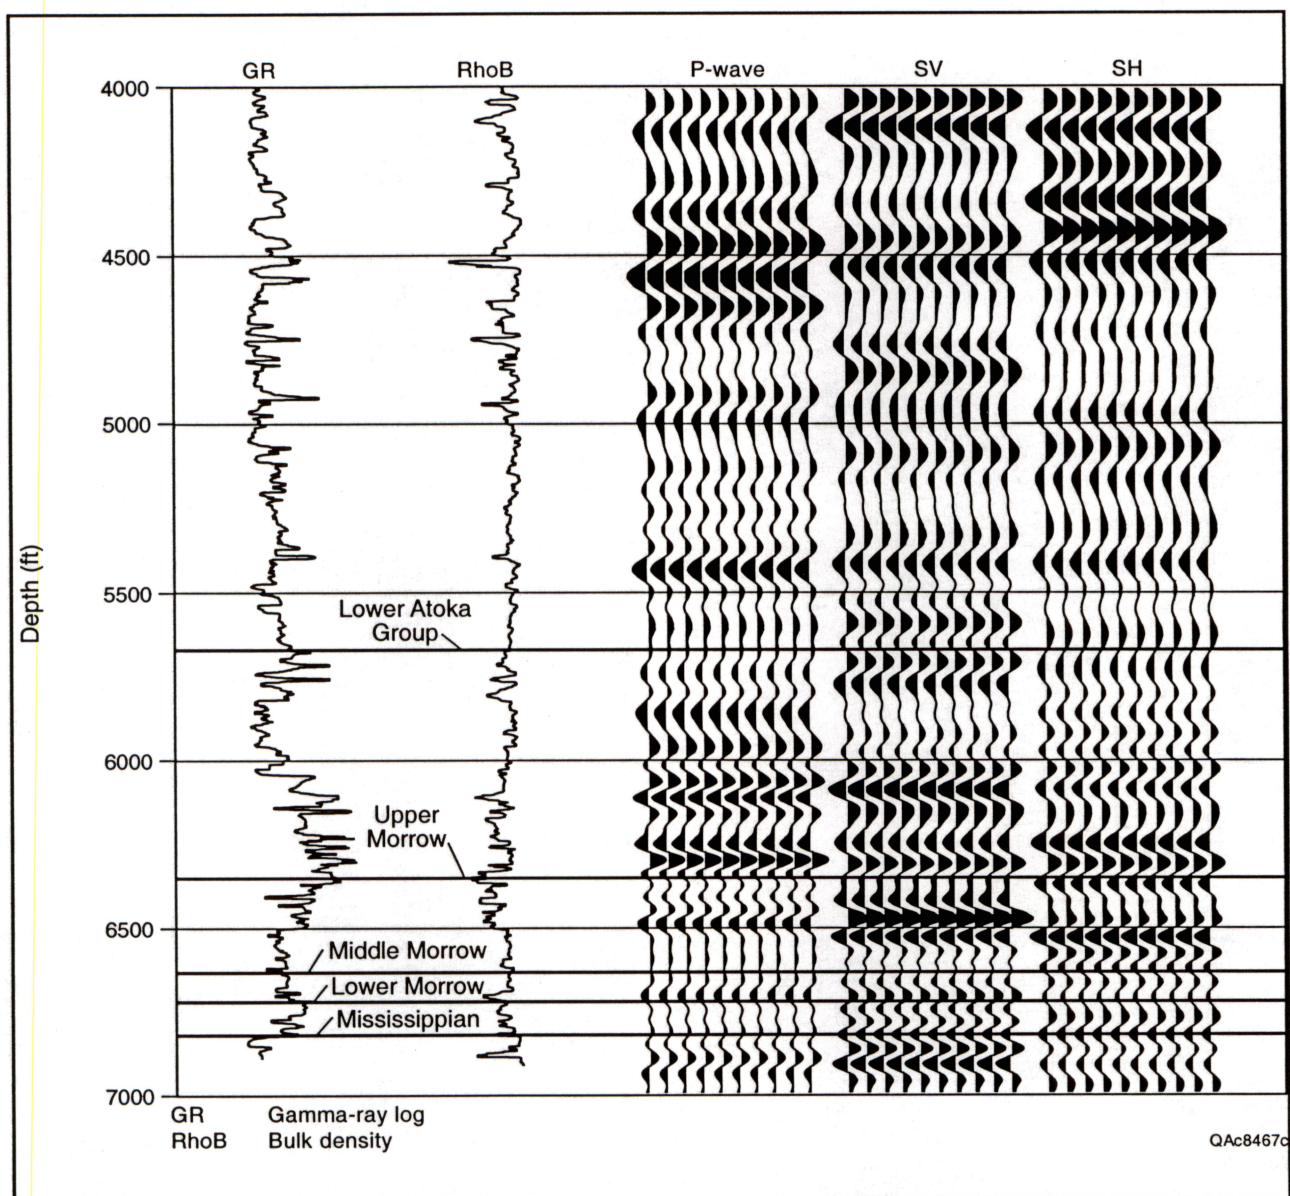 GR RhoB P-wave SV SH
4000
4500
5000
5500
Depth (ft)
Lower Atoka
Group
6000
Upper
Morrow
6500
Middle Morrow
Lower Morrow
Mississippian
7000
GR Gamma-ray log
RhoB Bulk density
QAc8467c